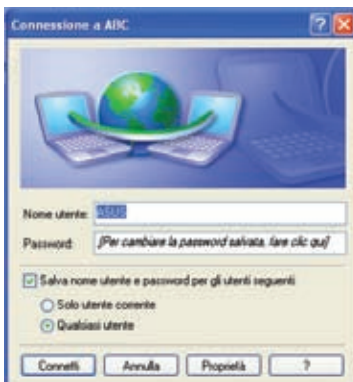 Connessione a ABC
Nome utente: ASUS
Password: [Per cambiare la password salvata, fare clic qui]
Salva nome utente e password per gli utenti seguenti
Solo utente corrente
Qualsiasi utente
Connetti Annulla Proprietà ?